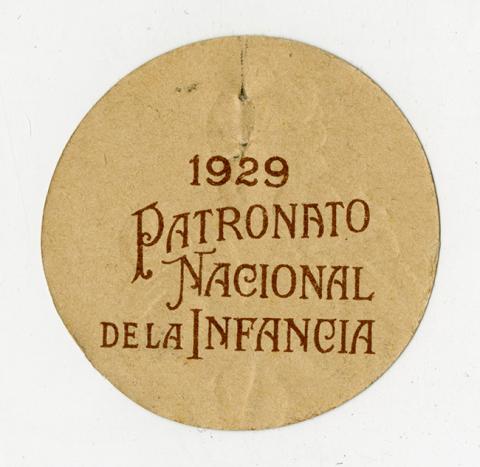 1929
PATRONATO
NACIONAL
DE LA INFANCIA